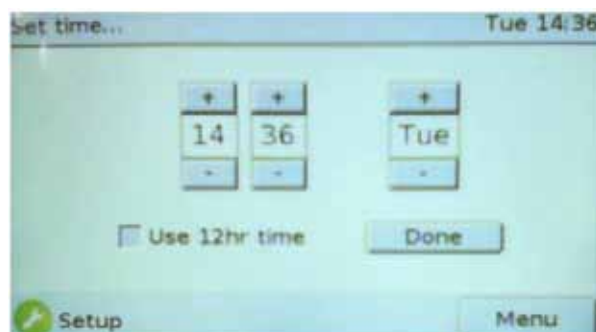 Set time... Tue 14:36
+ + +
14 36 Tue
- - -
Use 12hr time Done
Setup Menu